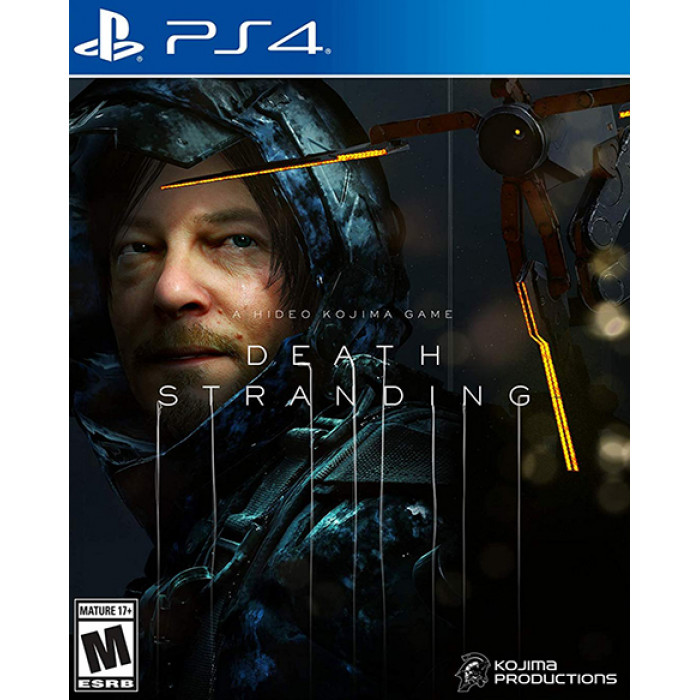 PS4
A HIDEO KOJIMA GAME
DEATH
STRANDING
MATURE 17+
M
ESRB
KOJIMA
PRODUCTIONS